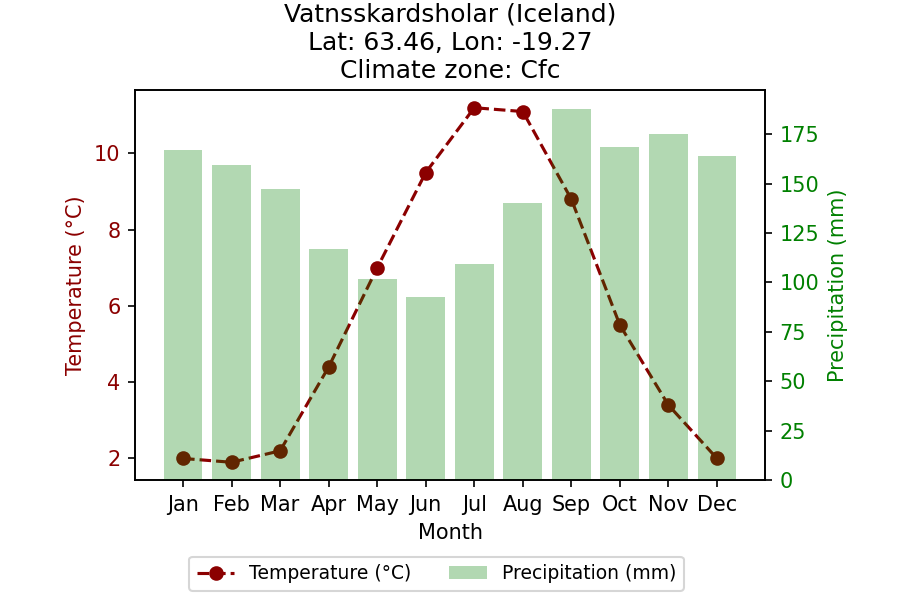 Vatnsskardsholar (Iceland)
Lat: 63.46, Lon: -19.27
Climate zone: Cfc
Temperature (°C)
10
8
6
4
2
175
150
125
100
75
50
25
0
Precipitation (mm)
Jan Feb Mar Apr May Jun Jul Aug Sep Oct Nov Dec
Month
Temperature (°C) Precipitation (mm)